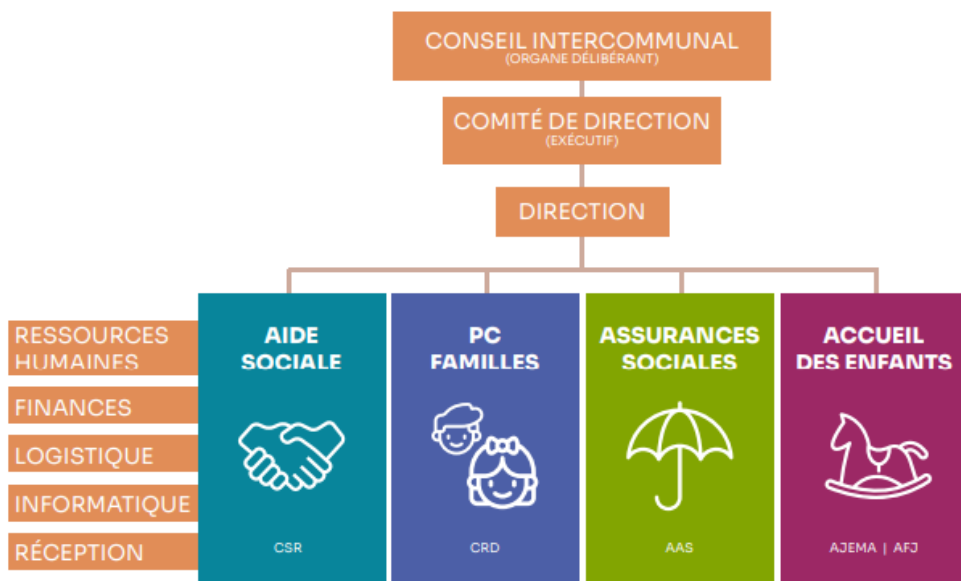 CONSEIL INTERCOMMUNAL
(ORGANE DÉLIBÉRANT)
COMITÉ DE DIRECTION
(EXÉCUTIF)
DIRECTION
RESSOURCES
HUMAINES
FINANCES
LOGISTIQUE
INFORMATIQUE
RÉCEPTION
AIDE
SOCIALE
CSR
PC
FAMILLES
CRD
ASSURANCES
SOCIALES
AAS
ACCUEIL
DES ENFANTS
AJEMA | AFJ